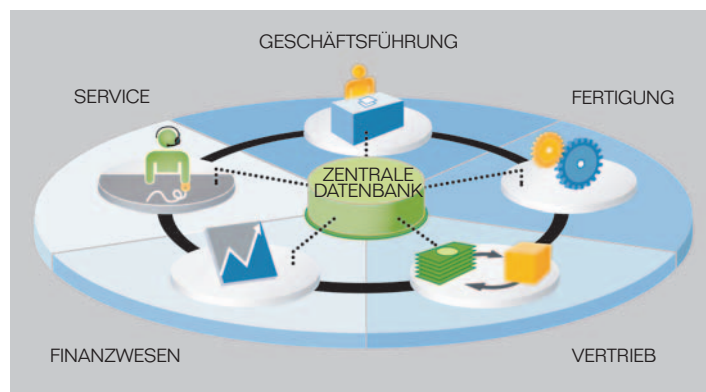 GESCHÄFTSFÜHRUNG
SERVICE
FERTIGUNG
ZENTRALE
DATENBANK
FINANZWESEN
VERTRIEB